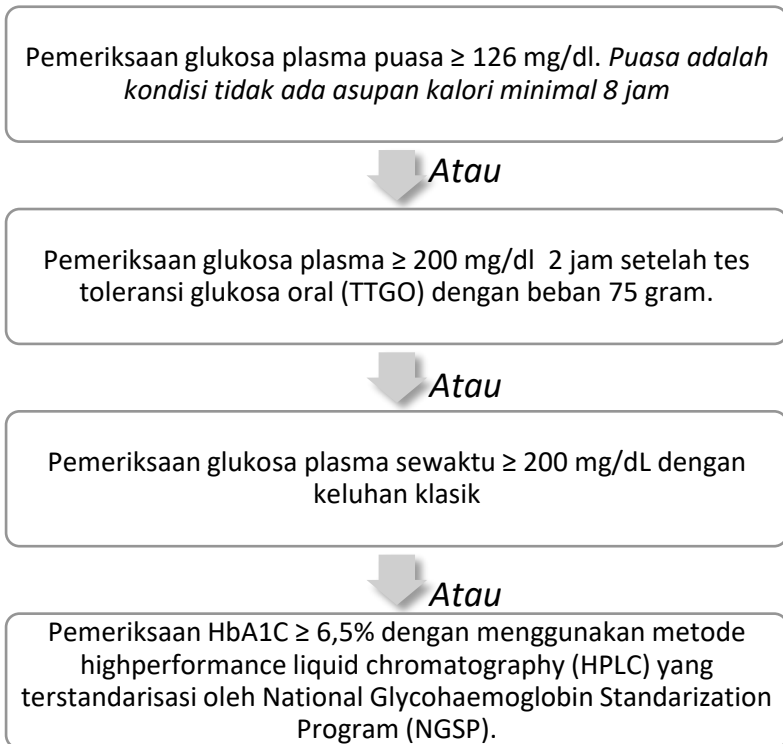 Pemeriksaan glukosa plasma puasa ≥ 126 mg/dl. Puasa adalah
kondisi tidak ada asupan kalori minimal 8 jam
Atau
Pemeriksaan glukosa plasma ≥ 200 mg/dl  2 jam setelah tes
toleransi glukosa oral (TTGO) dengan beban 75 gram.
Atau
Pemeriksaan glukosa plasma sewaktu ≥ 200 mg/dL dengan
keluhan klasik
Atau
Pemeriksaan HbA1C ≥ 6,5% dengan menggunakan metode
highperformance liquid chromatography (HPLC) yang
terstandarisasi oleh National Glycohaemoglobin Standarization
Program (NGSP).